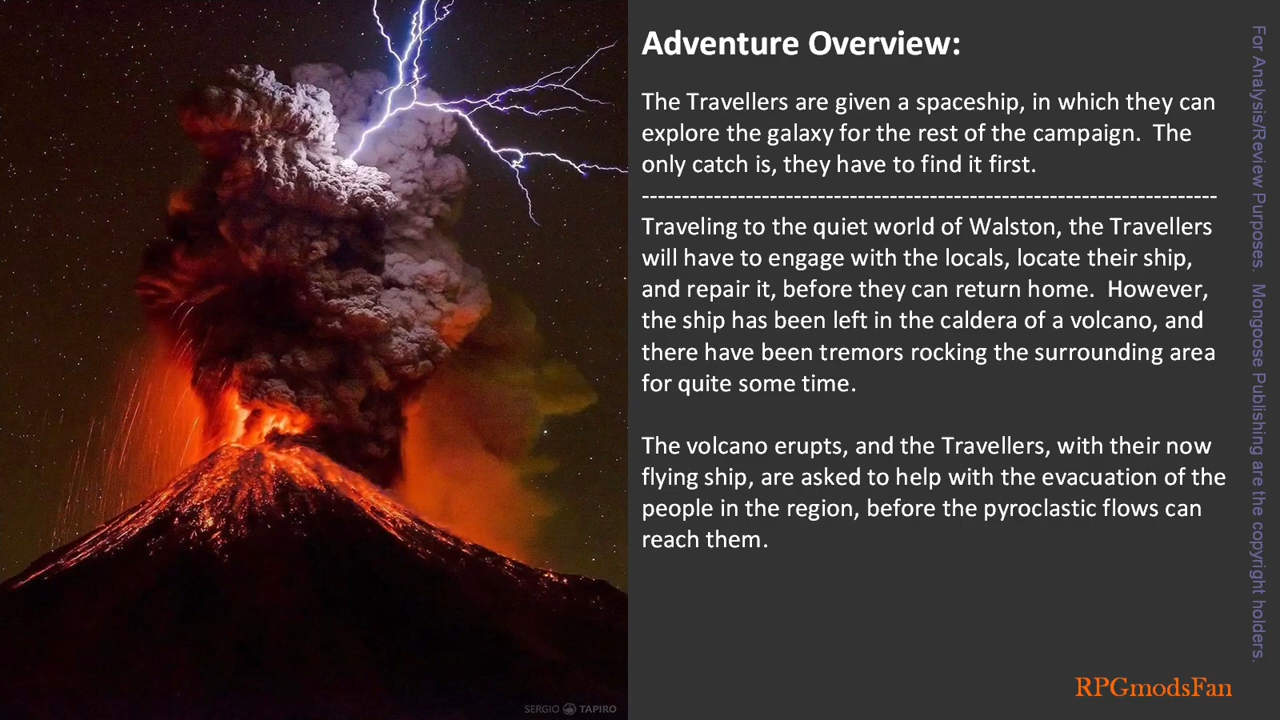 Adventure Overview:
The Travellers are given a spaceship, in which they can
explore the galaxy for the rest of the campaign.  The
only catch is, they have to find it first.
------------------------------------------------------------------------
Traveling to the quiet world of Walston, the Travellers
will have to engage with the locals, locate their ship,
and repair it, before they can return home.  However,
the ship has been left in the caldera of a volcano, and
there have been tremors rocking the surrounding area
for quite some time.
The volcano erupts, and the Travellers, with their now
flying ship, are asked to help with the evacuation of the
people in the region, before the pyroclastic flows can
reach them.
For Analysis/Review Purposes.  Mongoose Publishing are the copyright holders.
RPGmodsFan
SERGIO TAPIRO